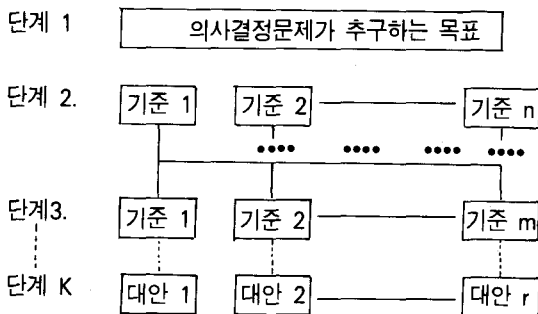 단계 1 의사결정문제가 추구하는 목표
단계 2. 기준 1 기준 2 기준 n
단계3. 기준 1 기준 2 기준 m
단계 K 대안 1 대안 2 대안 r